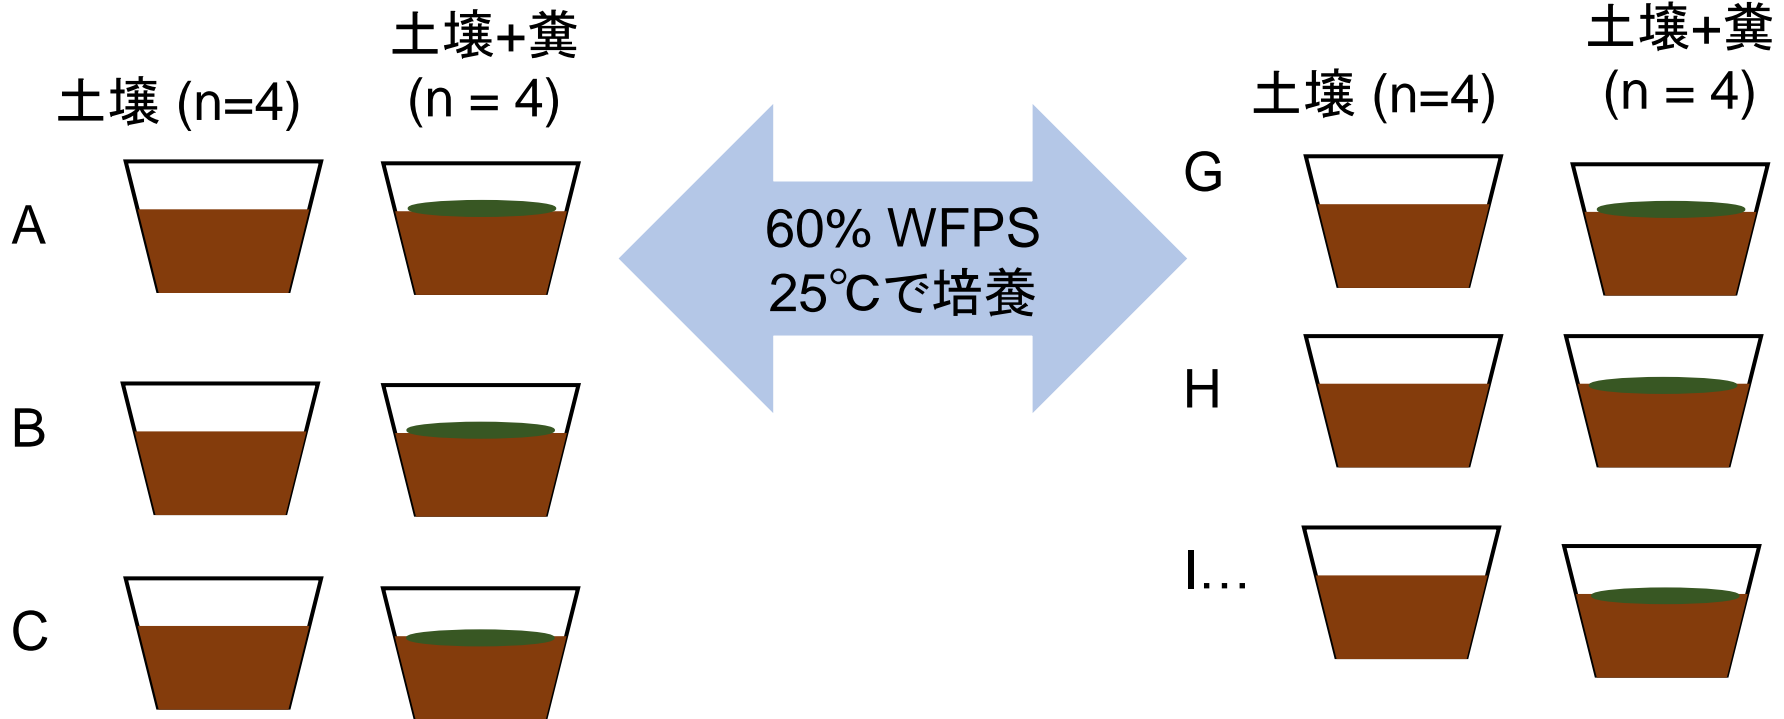 土壌 (n=4)
土壌+糞
(n = 4)
A
B
C
60% WFPS
25℃で培養
土壌 (n=4)
土壌+糞
(n = 4)
G
H
I…